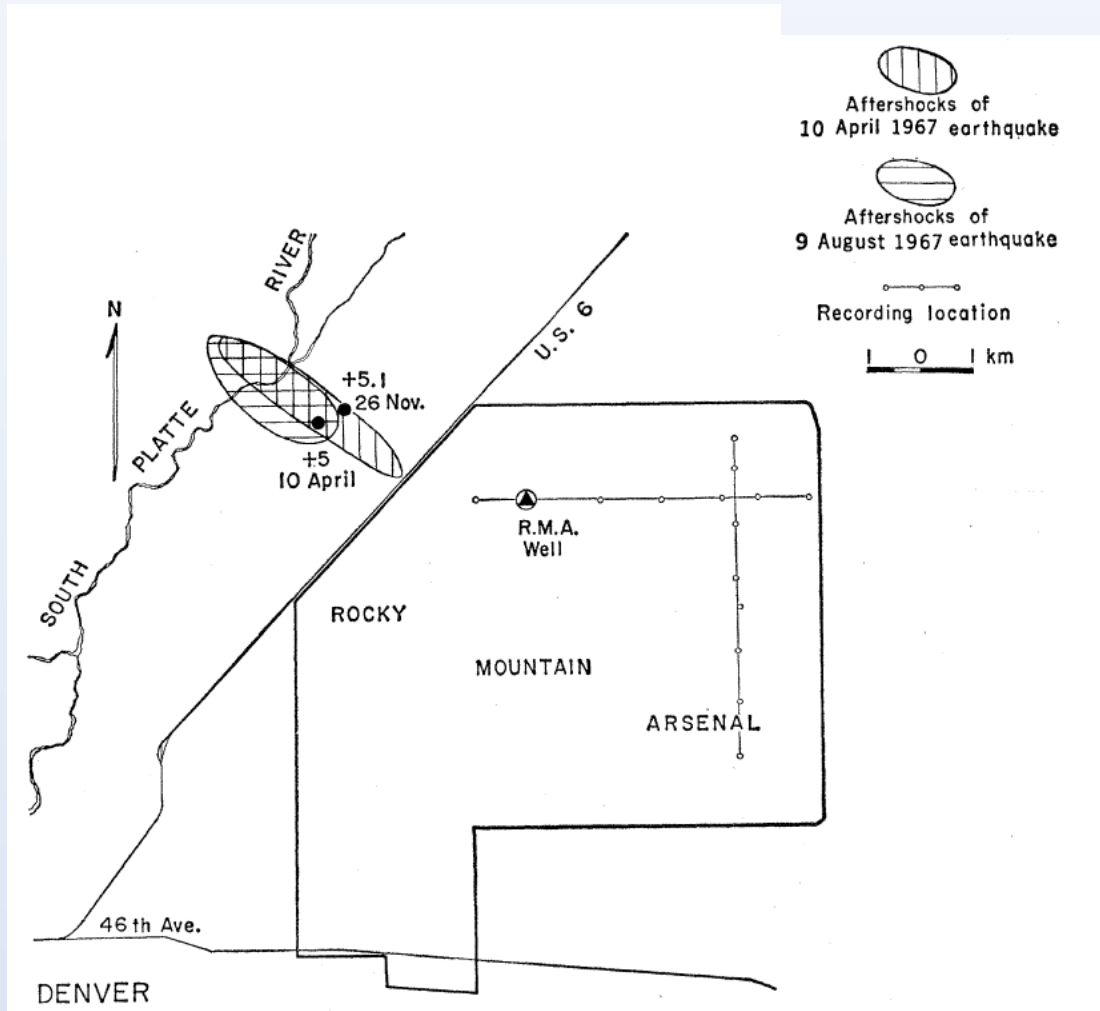 Aftershocks of
10 April 1967 earthquake
Aftershocks of
9 August 1967 earthquake
Recording location
1 0 1 km
N
RIVER
U.S. 6
+5.1
26 Nov.
PLATTE
+5
10 April
R.M.A.
Well
SOUTH
ROCKY
MOUNTAIN
ARSENAL
46th Ave.
DENVER